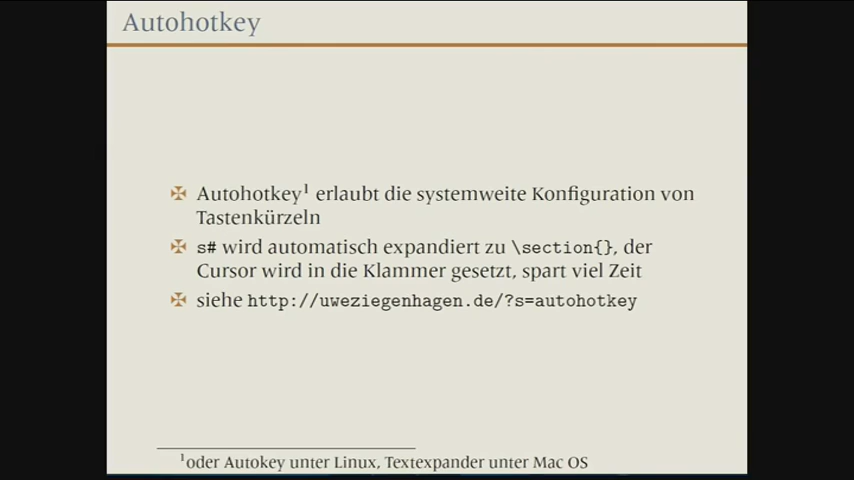 Autohotkey
Autohotkey¹ erlaubt die systemweite Konfiguration von
Tastenkürzeln
s# wird automatisch expandiert zu \section{}, der
Cursor wird in die Klammer gesetzt, spart viel Zeit
siehe http://uweziegenhagen.de/?s=autohotkey
¹oder Autokey unter Linux, Textexpander unter Mac OS